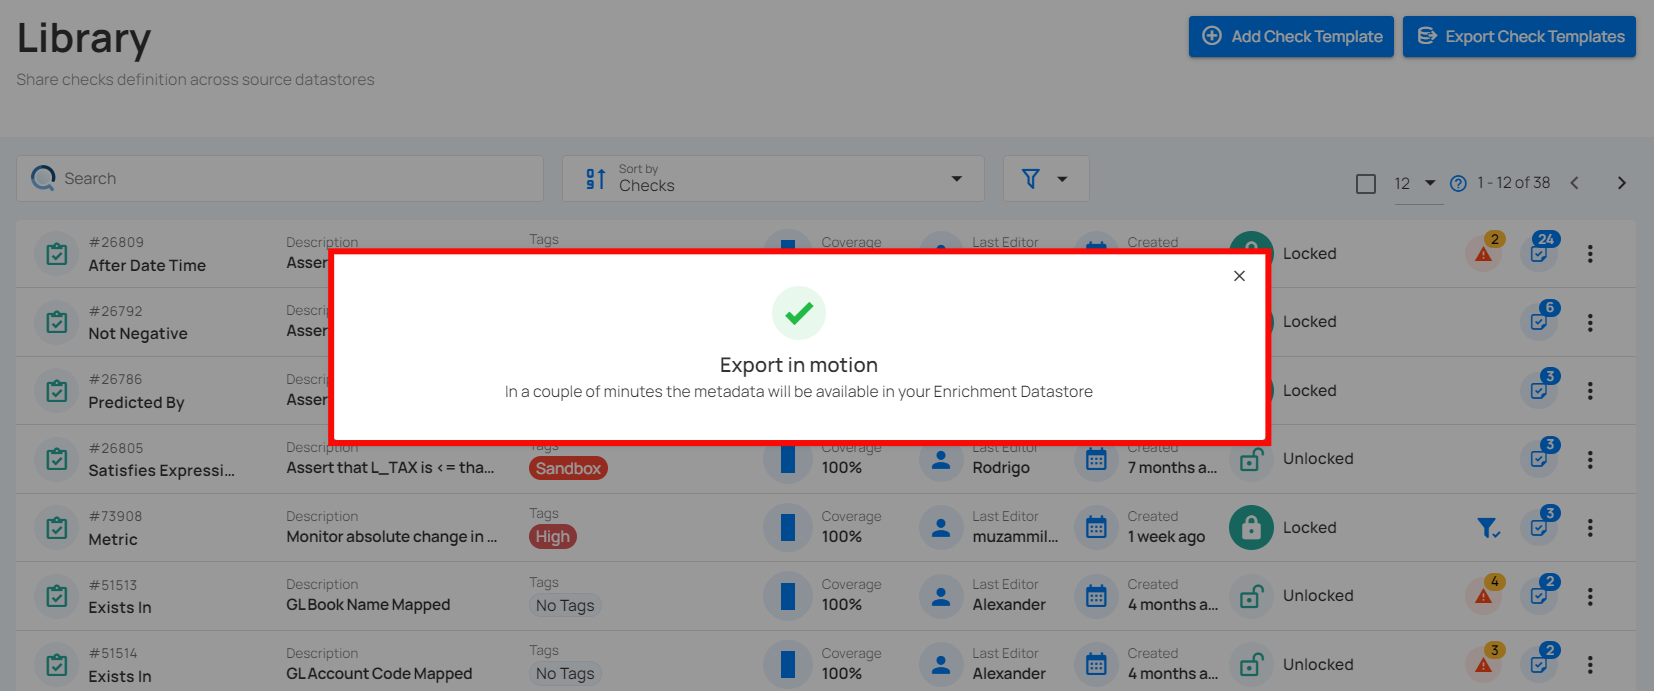 Library
Share checks definition across source datastores
Add Check Template
Export Check Templates
Search
Sort by
Checks
12
1 - 12 of 38
#26809
After Date Time
Description
Asser
Tags
Coverage
Last Editor
Created
Locked
2
24
#26792
Not Negative
Descri
Asser
Locked
6
#26786
Predicted By
Descri
Asser
Locked
3
Export in motion
In a couple of minutes the metadata will be available in your Enrichment Datastore
#26805
Satisfies Expressi...
Description
Assert that L_TAX is <= tha...
Tags
Sandbox
Coverage
100%
Last Editor
Rodrigo
Created
7 months a...
Unlocked
3
#73908
Metric
Description
Monitor absolute change in ...
Tags
High
Coverage
100%
Last Editor
muzammil...
Created
1 week ago
Locked
3
#51513
Exists In
Description
GL Book Name Mapped
Tags
No Tags
Coverage
100%
Last Editor
Alexander
Created
4 months a...
Unlocked
4
2
#51514
Exists In
Description
GL Account Code Mapped
Tags
No Tags
Coverage
100%
Last Editor
Alexander
Created
4 months a...
Unlocked
3
2